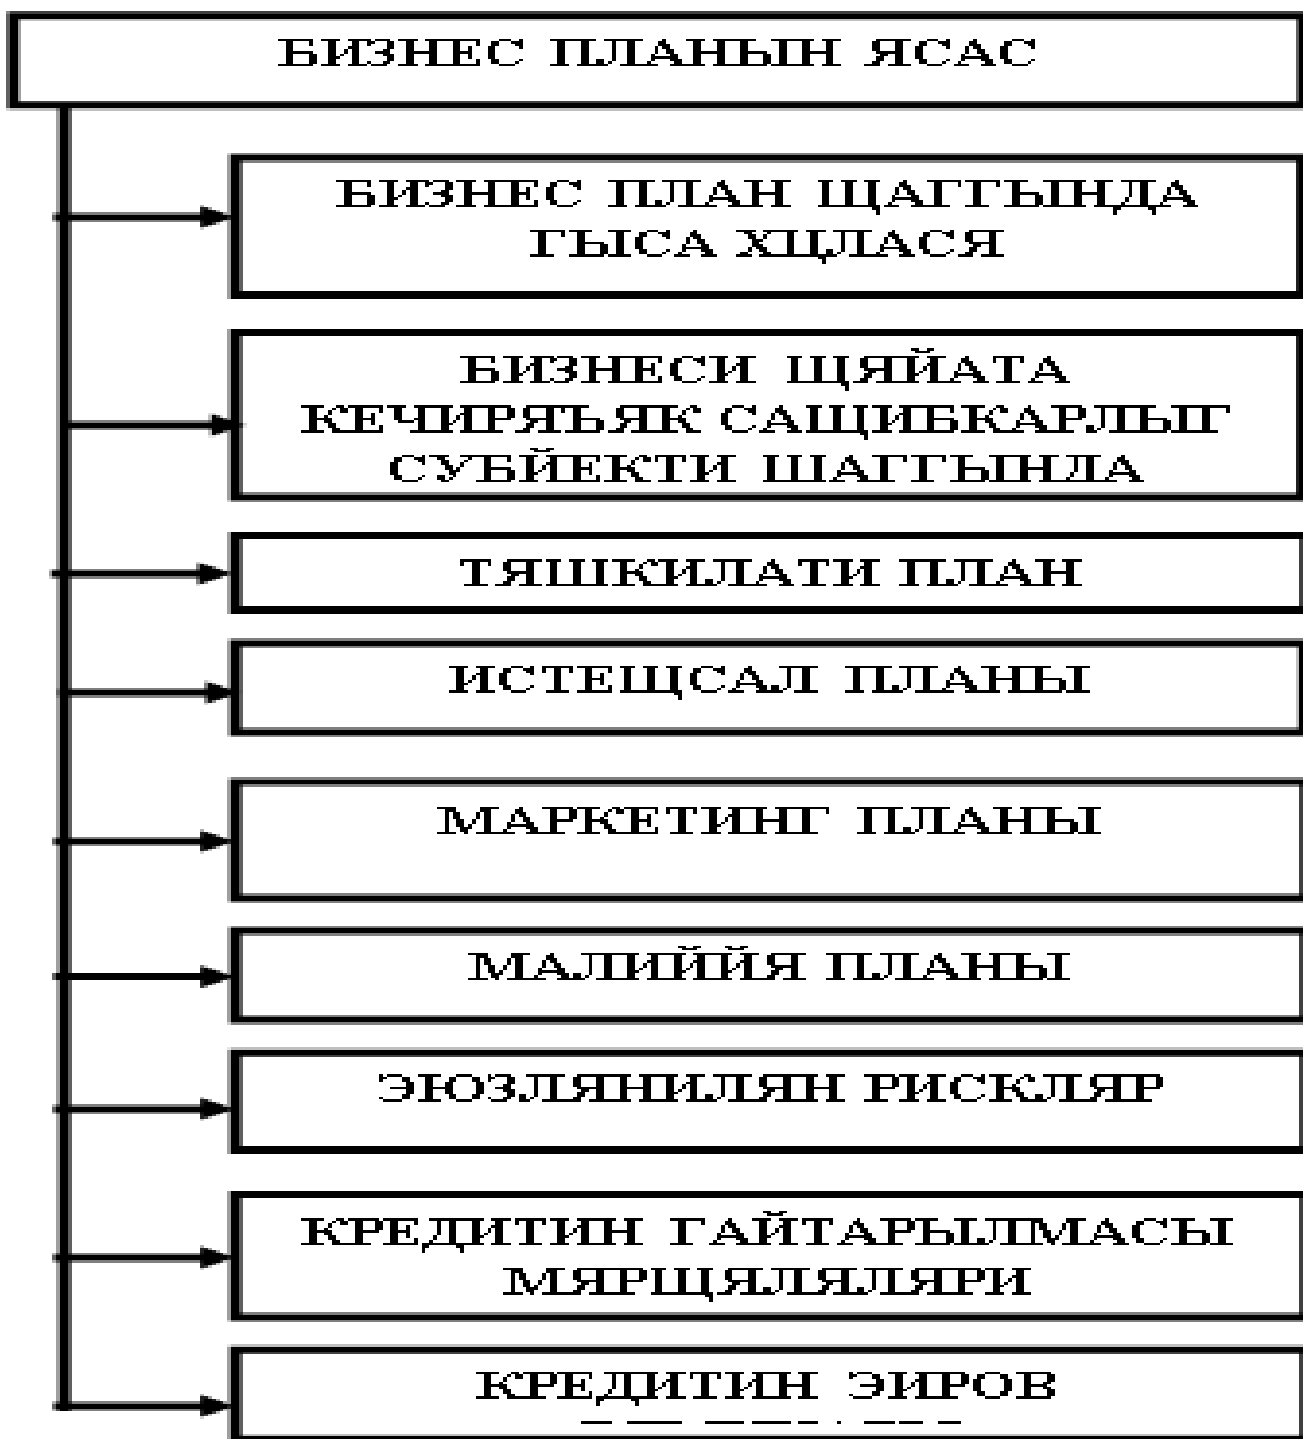 БИЗНЕС ПЛАНЫН ЯСАС
БИЗНЕС ПЛАН ЩАГГЫНДА
ГЫСА ХЦЛАСЯ
БИЗНЕСИ ЩЯЙАТА
КЕЧИРЯЪЯК САЩИБКАРЛЫГ
СУБЙЕКТИ ЩАГГЫНДА
ТЯШКИЛАТИ ПЛАН
ИСТЕЩСАЛ ПЛАНЫ
МАРКЕТИНГ ПЛАНЫ
МАЛИЙЙЯ ПЛАНЫ
ЭЮЗЛЯНИЛЯН РИСКЛЯР
КРЕДИТИН ГАЙТАРЫЛМАСЫ
МЯРЩЯЛЯЛЯРИ
КРЕДИТИН ЭИРОВ